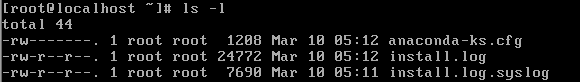 [root@localhost ~]# ls -l
total 44
-rw-------. 1 root root  1208 Mar 10 05:12 anaconda-ks.cfg
-rw-r--r--. 1 root root 24772 Mar 10 05:12 install.log
-rw-r--r--. 1 root root  7690 Mar 10 05:11 install.log.syslog